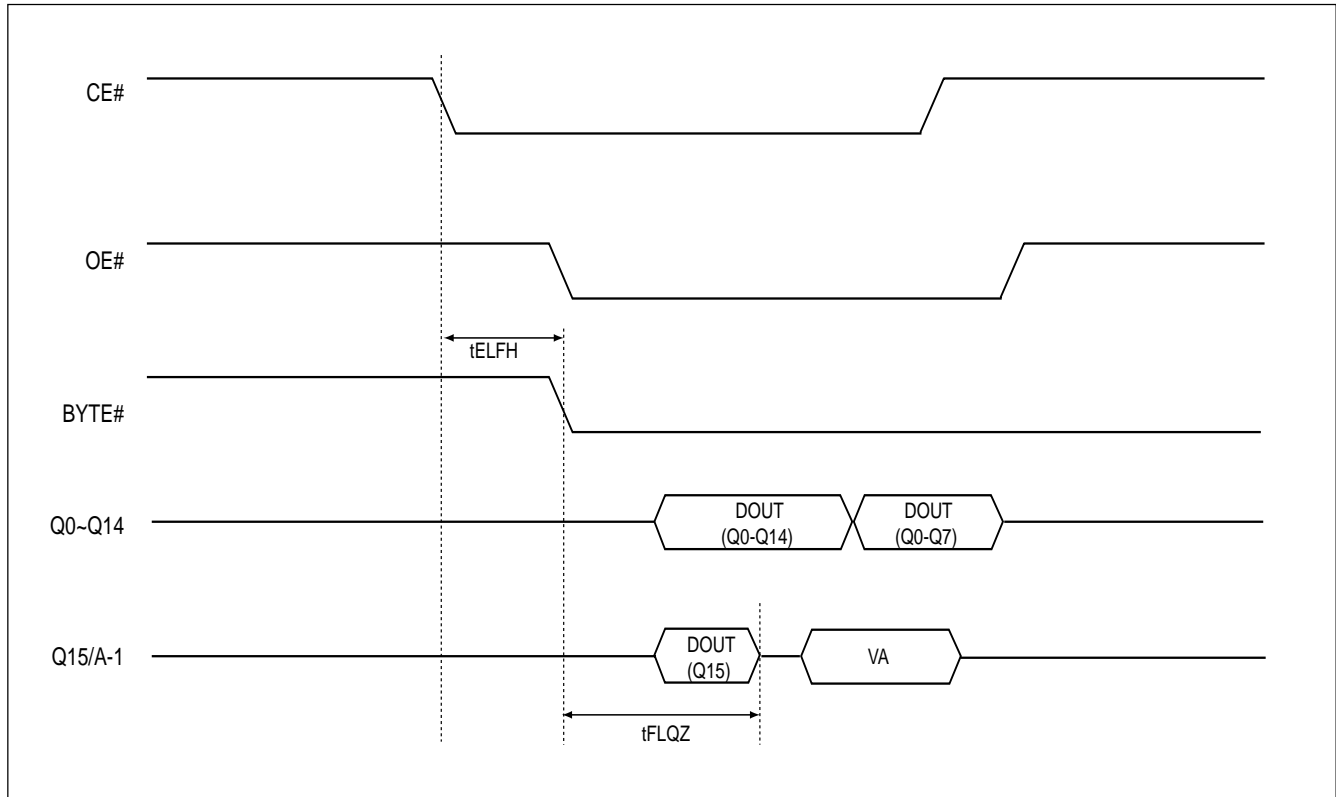 CE#
OE#
tELFH
BYTE#
Q0~Q14
DOUT
(Q0-Q14)
DOUT
(Q0-Q7)
Q15/A-1
DOUT
(Q15)
VA
tFLQZ